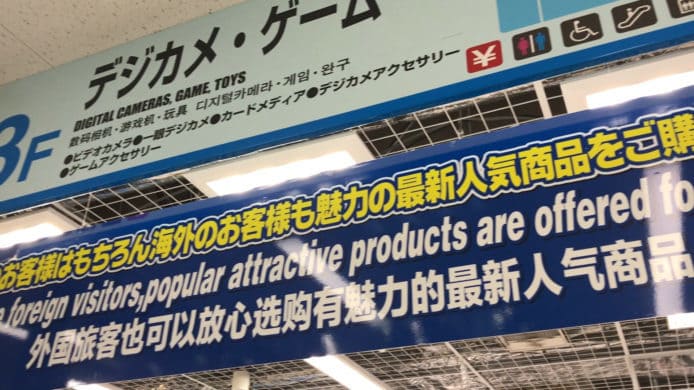 デジカメ・ゲーム
DIGITAL CAMERAS, GAME, TOYS
数码相机・游戏机・玩具 디지털카메라・게임・완구
●ビデオカメラ●一眼デジカメ●カードメディア●デジカメアクセサリー
●ゲームアクセサリー
3F
¥
お客様はもちろん海外のお客様も魅力の最新人気商品をご購
foreign visitors,popular attractive products are offered fo
外国旅客也可以放心选购有魅力的最新人气商品